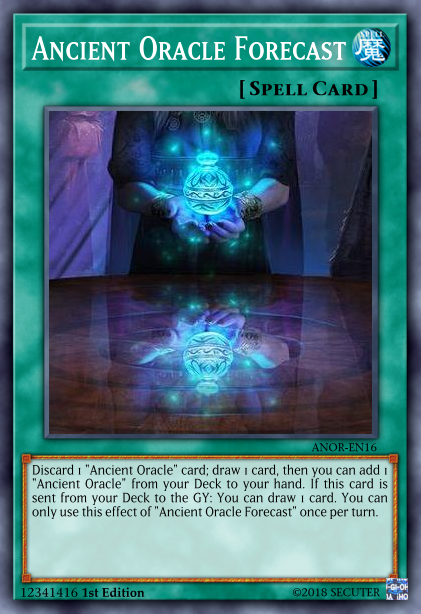 ANCIENT ORACLE FORECAST 魔
[SPELL CARD]
ANOR-EN16
Discard 1 "Ancient Oracle" card; draw 1 card, then you can add 1
"Ancient Oracle" from your Deck to your hand. If this card is
sent from your Deck to the GY: You can draw 1 card. You can
only use this effect of "Ancient Oracle Forecast" once per turn.
12341416 1st Edition ©2018 SECUTER